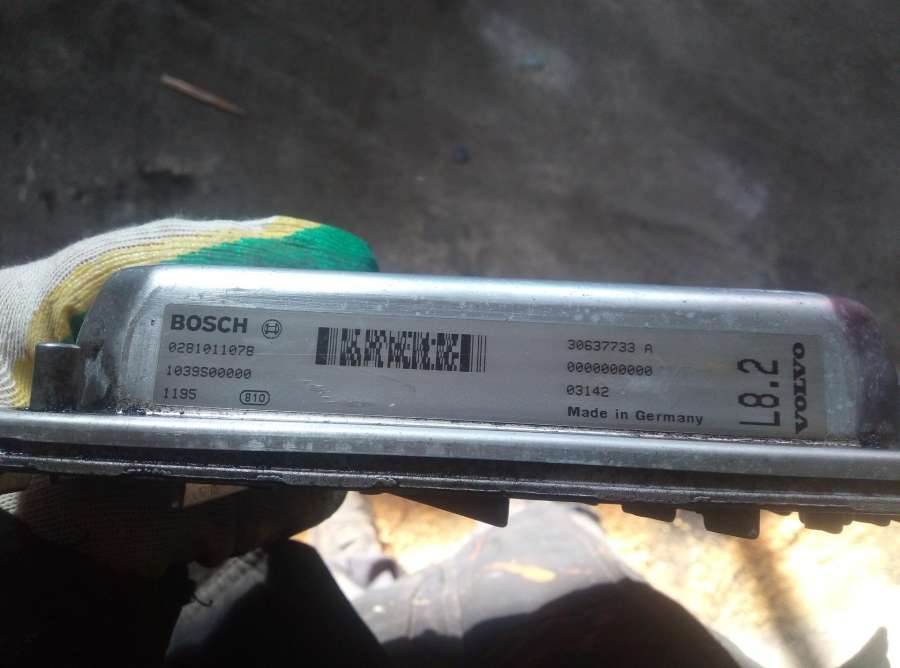 BOSCH
0281011078
1039S00000
1195 810
30637733 A
0000000000
03142
Made in Germany
L8.2
VOLVO